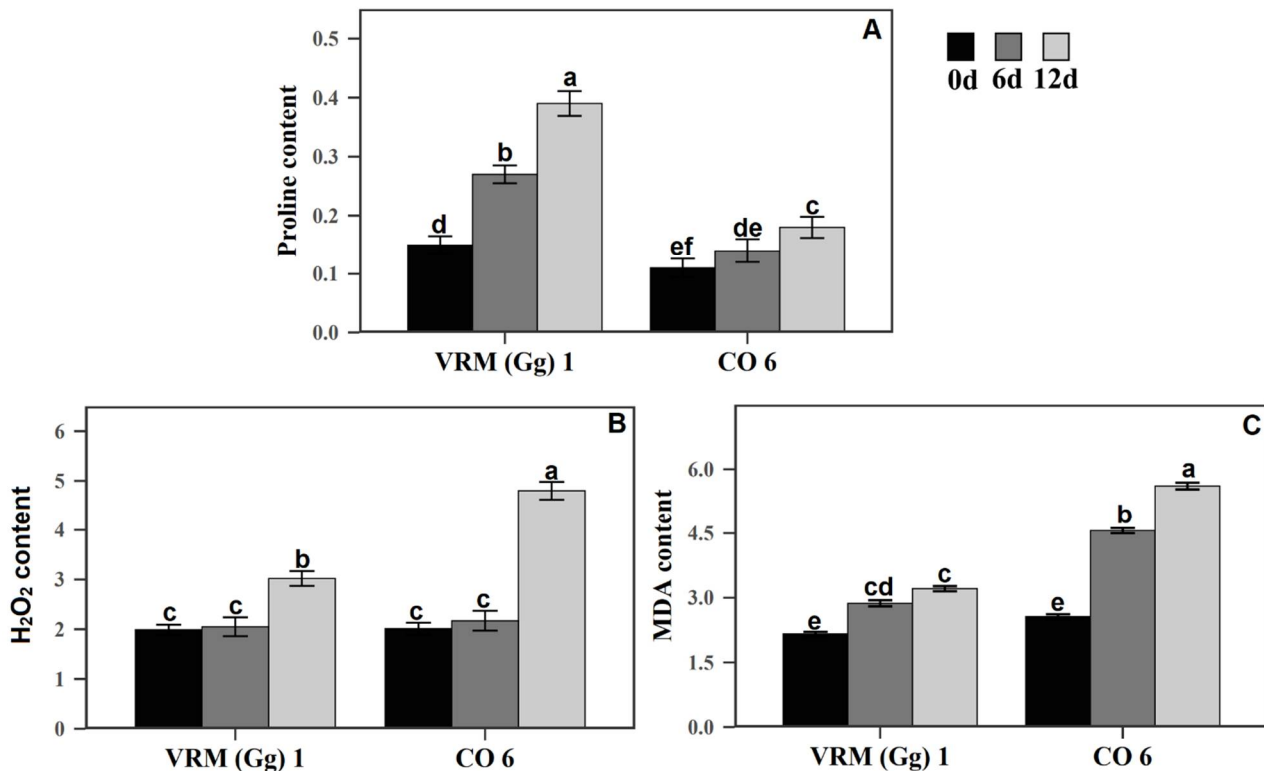 A
0d 6d 12d
Proline content
0.5
0.4
0.3
0.2
0.1
0.0
d b a ef de c
VRM (Gg) 1 CO 6
B
H₂O₂ content
6
5
4
3
2
1
0
c c b c c a
VRM (Gg) 1 CO 6
C
MDA content
6.0
4.5
3.0
1.5
0.0
e cd c e b a
VRM (Gg) 1 CO 6